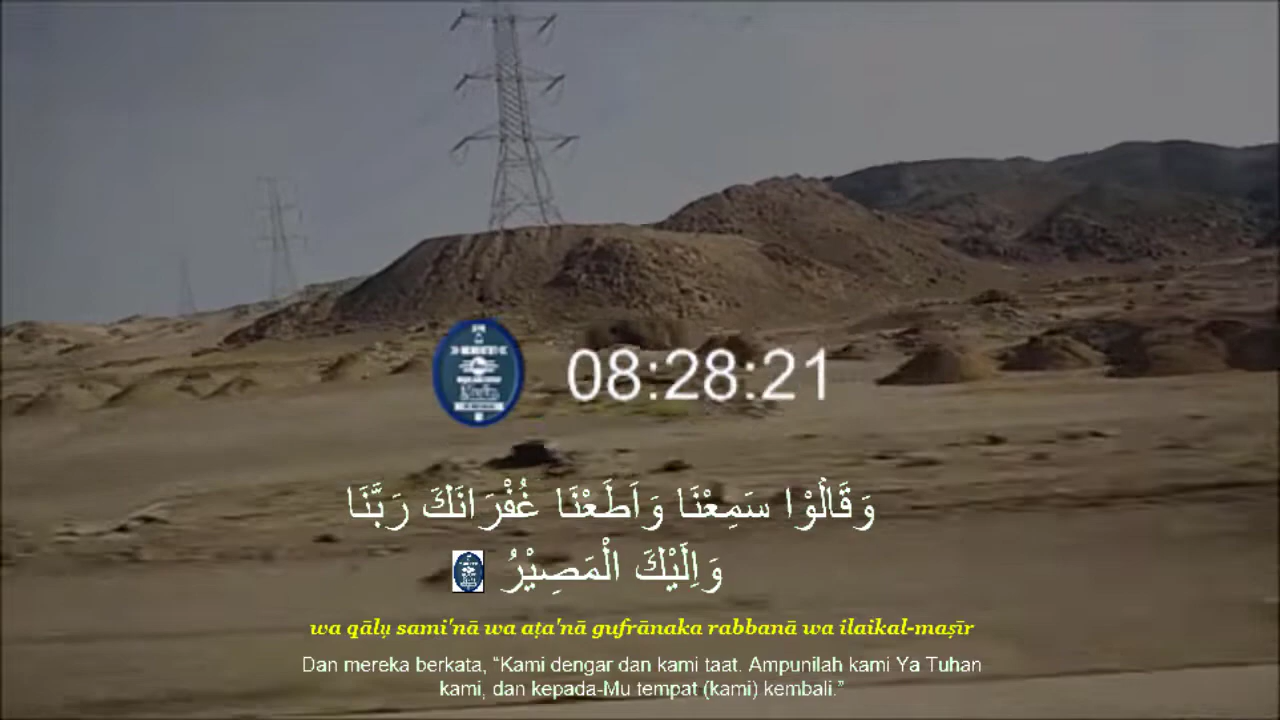 08:28:21
وَقَالُوْا سَمِعْنَا وَاَطَعْنَا غُفْرَانَكَ رَبَّنَا
وَاِلَيْكَ الْمَصِيْرُ
wa qālụ sami'nā wa aṭa'nā gufrānaka rabbanā wa ilaikal-maṣīr
Dan mereka berkata, “Kami dengar dan kami taat. Ampunilah kami Ya Tuhan
kami, dan kepada-Mu tempat (kami) kembali.”